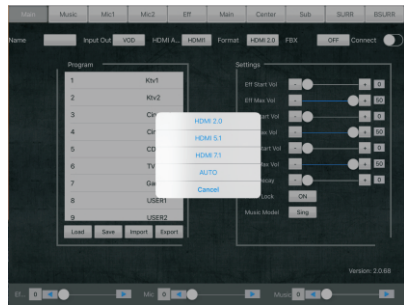 Main Music Mic1 Mic2 Eff Main Center Sub SURR BSURR
Name Input Out VOD HDMI A... HDMI1 Format HDMI 2.0 FBX OFF Connect
Program Settings
1 Ktv1
2 Ktv2
3 Cin
4 Cin
5 CD
6 TV
7 Ga
8 USER1
9 USER2
Load Save Import Export
Eff Start Vol - + 0
Eff Max Vol - + 50
tart Vol - + 0
ax Vol - + 50
tart Vol - + 0
Max Vol - + 50
ecay - + 0
Lock ON
Music Model Sing
HDMI 2.0
HDMI 5.1
HDMI 7.1
AUTO
Cancel
Version: 2.0.68
Ef... 0 Mic 0 Music 0